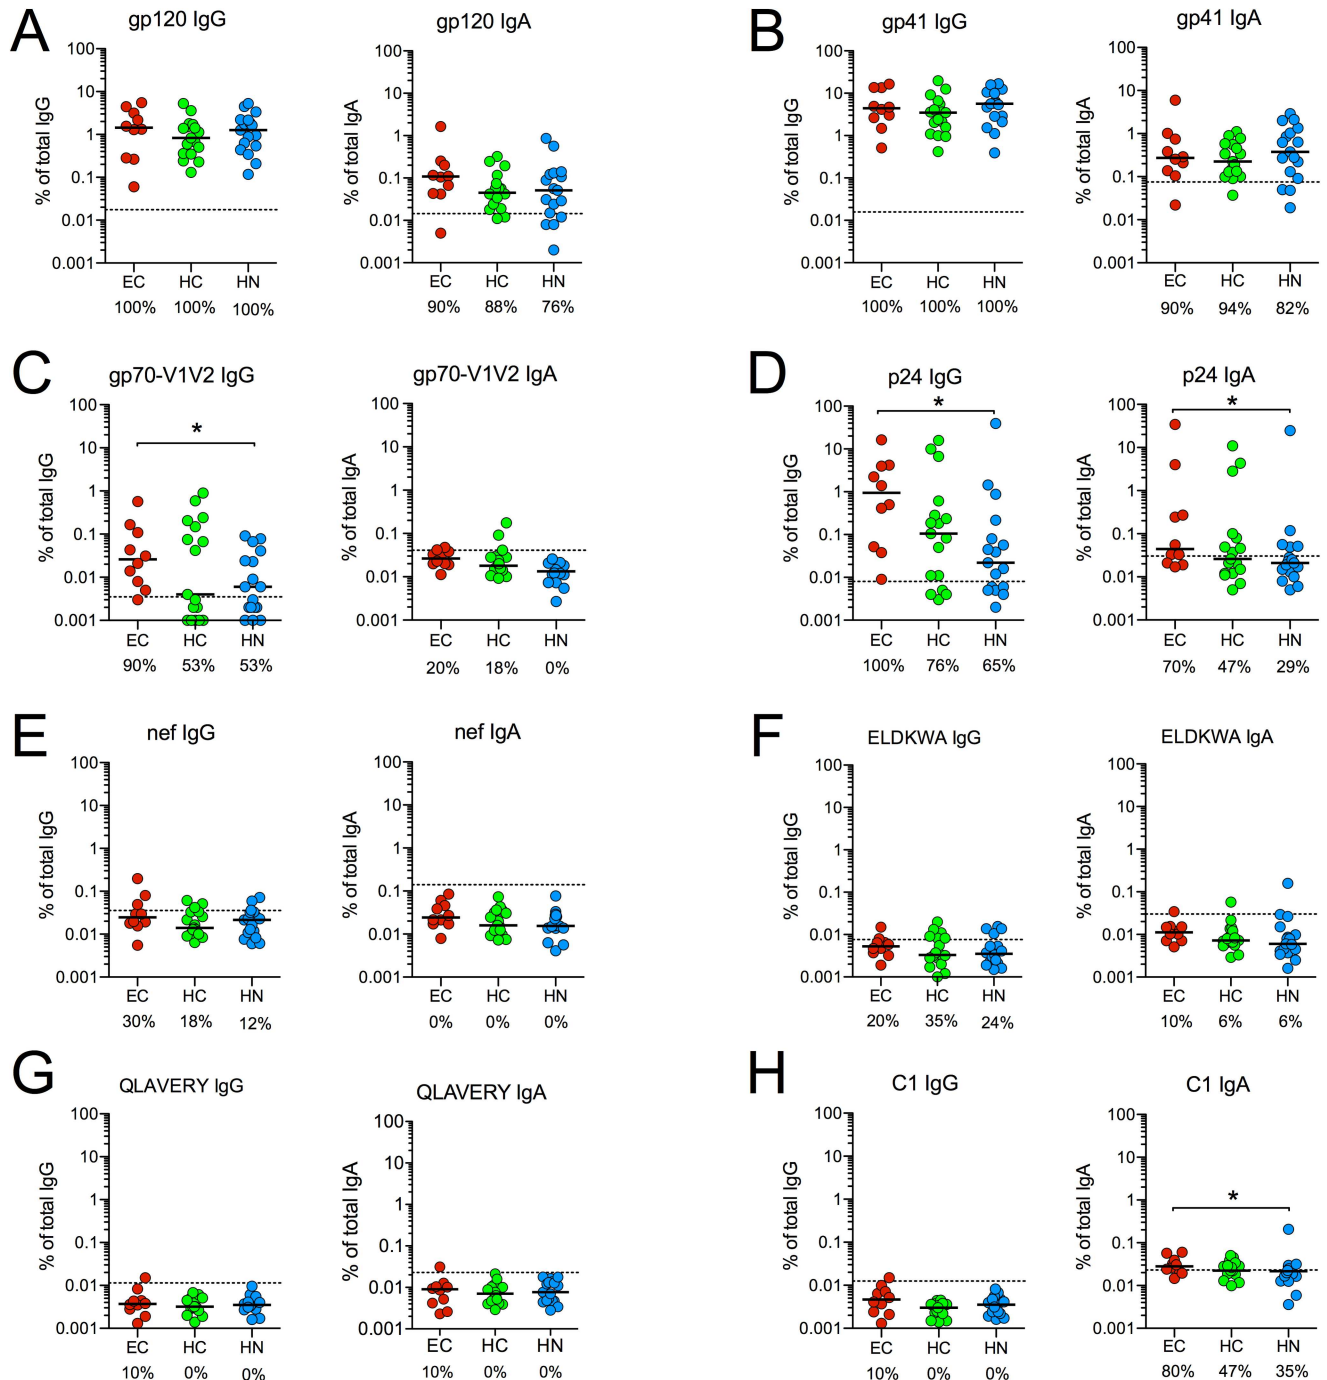 A
gp120 IgG
% of total IgG
100
10
1
0.1
0.01
0.001
EC HC HN
100% 100% 100%
gp120 IgA
% of total IgA
100
10
1
0.1
0.01
0.001
EC HC HN
90% 88% 76%
B
gp41 IgG
% of total IgG
100
10
1
0.1
0.01
0.001
EC HC HN
100% 100% 100%
gp41 IgA
% of total IgA
100
10
1
0.1
0.01
0.001
EC HC HN
90% 94% 82%
C
gp70-V1V2 IgG
% of total IgG
100
10
1
0.1
0.01
0.001
*
EC HC HN
90% 53% 53%
gp70-V1V2 IgA
% of total IgA
100
10
1
0.1
0.01
0.001
EC HC HN
20% 18% 0%
D
p24 IgG
% of total IgG
100
10
1
0.1
0.01
0.001
*
EC HC HN
100% 76% 65%
p24 IgA
% of total IgA
100
10
1
0.1
0.01
0.001
*
EC HC HN
70% 47% 29%
E
nef IgG
% of total IgG
100
10
1
0.1
0.01
0.001
EC HC HN
30% 18% 12%
nef IgA
% of total IgA
100
10
1
0.1
0.01
0.001
EC HC HN
0% 0% 0%
F
ELDKWA IgG
% of total IgG
100
10
1
0.1
0.01
0.001
EC HC HN
20% 35% 24%
ELDKWA IgA
% of total IgA
100
10
1
0.1
0.01
0.001
EC HC HN
10% 6% 6%
G
QLAVERY IgG
% of total IgG
100
10
1
0.1
0.01
0.001
EC HC HN
10% 0% 0%
QLAVERY IgA
% of total IgA
100
10
1
0.1
0.01
0.001
EC HC HN
10% 0% 0%
H
C1 IgG
% of total IgG
100
10
1
0.1
0.01
0.001
EC HC HN
10% 0% 0%
C1 IgA
% of total IgA
100
10
1
0.1
0.01
0.001
*
EC HC HN
80% 47% 35%